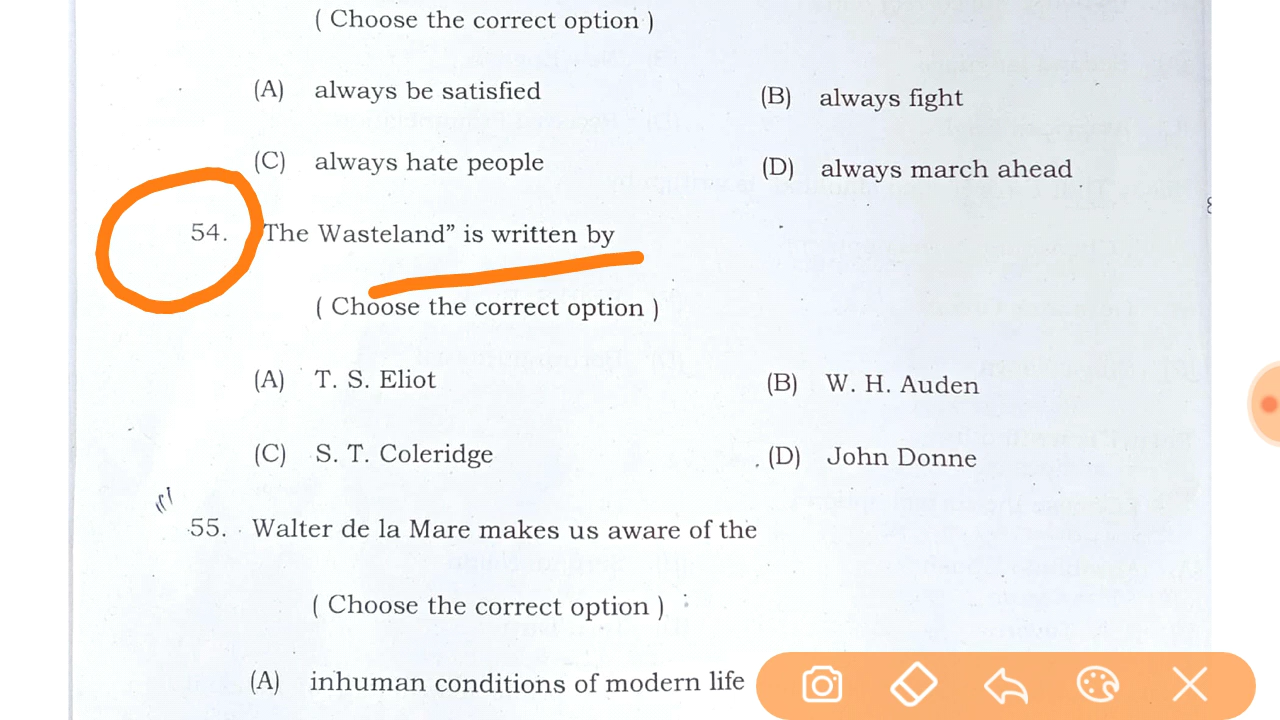 ( Choose the correct option )
(A) always be satisfied (B) always fight
(C) always hate people (D) always march ahead
54. The Wasteland” is written by
( Choose the correct option )
(A) T. S. Eliot (B) W. H. Auden
(C) S. T. Coleridge (D) John Donne
55. Walter de la Mare makes us aware of the
( Choose the correct option )
(A) inhuman conditions of modern life